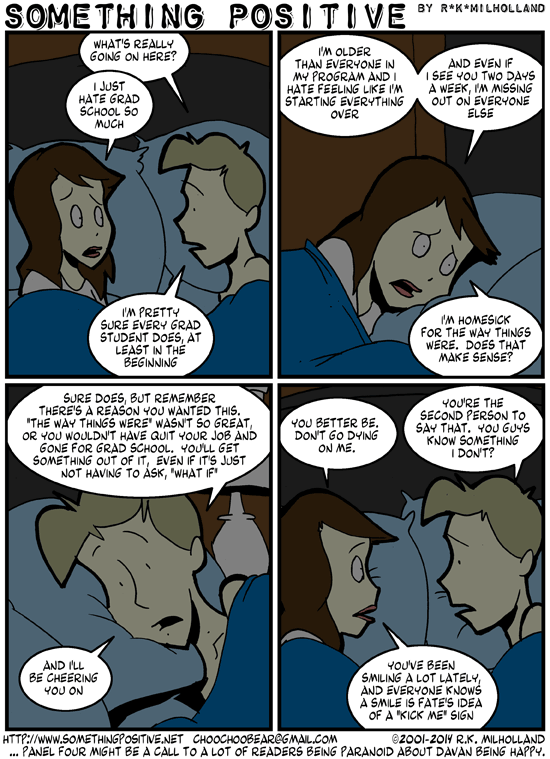 SOMETHING POSITIVE BY R*K*MILHOLLAND
WHAT'S REALLY
GOING ON HERE?
I JUST
HATE GRAD
SCHOOL SO
MUCH
I'M PRETTY
SURE EVERY GRAD
STUDENT DOES, AT
LEAST IN THE
BEGINNING
I'M OLDER
THAN EVERYONE IN
MY PROGRAM AND I
HATE FEELING LIKE I'M
STARTING EVERYTHING
OVER
AND EVEN IF
I SEE YOU TWO DAYS
A WEEK, I'M MISSING
OUT ON EVERYONE
ELSE
I'M HOMESICK
FOR THE WAY THINGS
WERE. DOES THAT
MAKE SENSE?
SURE DOES, BUT REMEMBER
THERE'S A REASON YOU WANTED THIS.
"THE WAY THINGS WERE" WASN'T SO GREAT,
OR YOU WOULDN'T HAVE QUIT YOUR JOB AND
GONE FOR GRAD SCHOOL. YOU'LL GET
SOMETHING OUT OF IT, EVEN IF IT'S JUST
NOT HAVING TO ASK, "WHAT IF"
AND I'LL
BE CHEERING
YOU ON
YOU BETTER BE.
DON'T GO DYING
ON ME.
YOU'RE THE
SECOND PERSON TO
SAY THAT. YOU GUYS
KNOW SOMETHING
I DON'T?
YOU'VE BEEN
SMILING A LOT LATELY,
AND EVERYONE KNOWS
A SMILE IS FATE'S IDEA
OF A "KICK ME" SIGN
HTTP://WWW.SOMETHINGPOSITIVE.NET CHOOCHOOBEAR@GMAIL.COM ©2001-2014 R.K. MILHOLLAND
... PANEL FOUR MIGHT BE A CALL TO A LOT OF READERS BEING PARANOID ABOUT DAVAN BEING HAPPY.